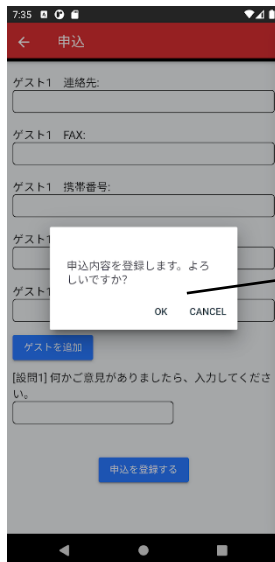 7:35
申込
ゲスト1 連絡先:
ゲスト1 FAX:
ゲスト1 携帯番号:
ゲスト1
申込内容を登録します。よろ
しいですか?
ゲスト1
OK CANCEL
ゲストを追加
[設問1] 何かご意見がありましたら、入力してくださ
い。
申込を登録する